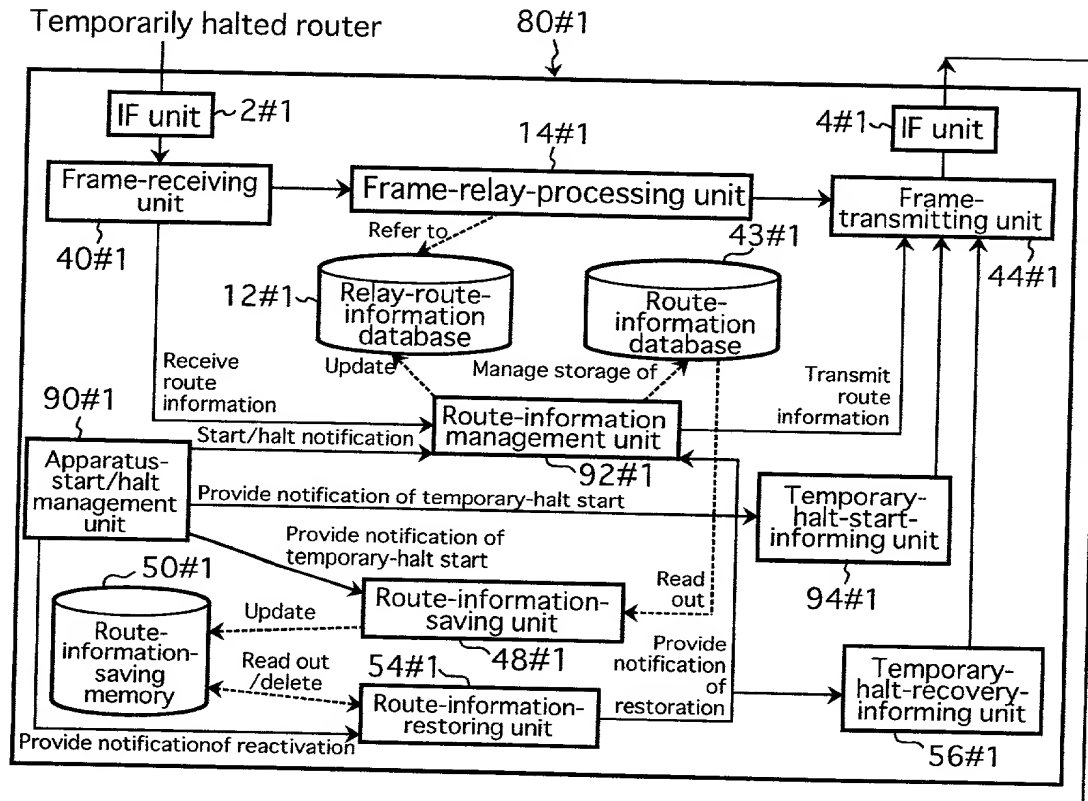 Temporarily halted router
80#1
IF unit
2#1
4#1
IF unit
14#1
Frame-receiving
unit
Frame-relay-processing unit
Frame-
transmitting unit
40#1
Refer to
43#1
44#1
12#1
Relay-route-
information
database
Route-
information
database
Receive
route
information
Update
Manage storage of
Transmit
route
information
90#1
Route-information
management unit
Start/halt notification
92#1
Apparatus-
start/halt
management
unit
Provide notification of temporary-halt start
Temporary-
halt-start-
informing unit
Provide notification of
temporary-halt start
94#1
50#1
Read
out
Route-information-
saving unit
Update
48#1
Route-
information-
saving
memory
Read out
/delete
54#1
Provide
notification
of
restoration
Temporary-
halt-recovery-
informing unit
Route-information-
restoring unit
56#1
Provide notificationof reactivation